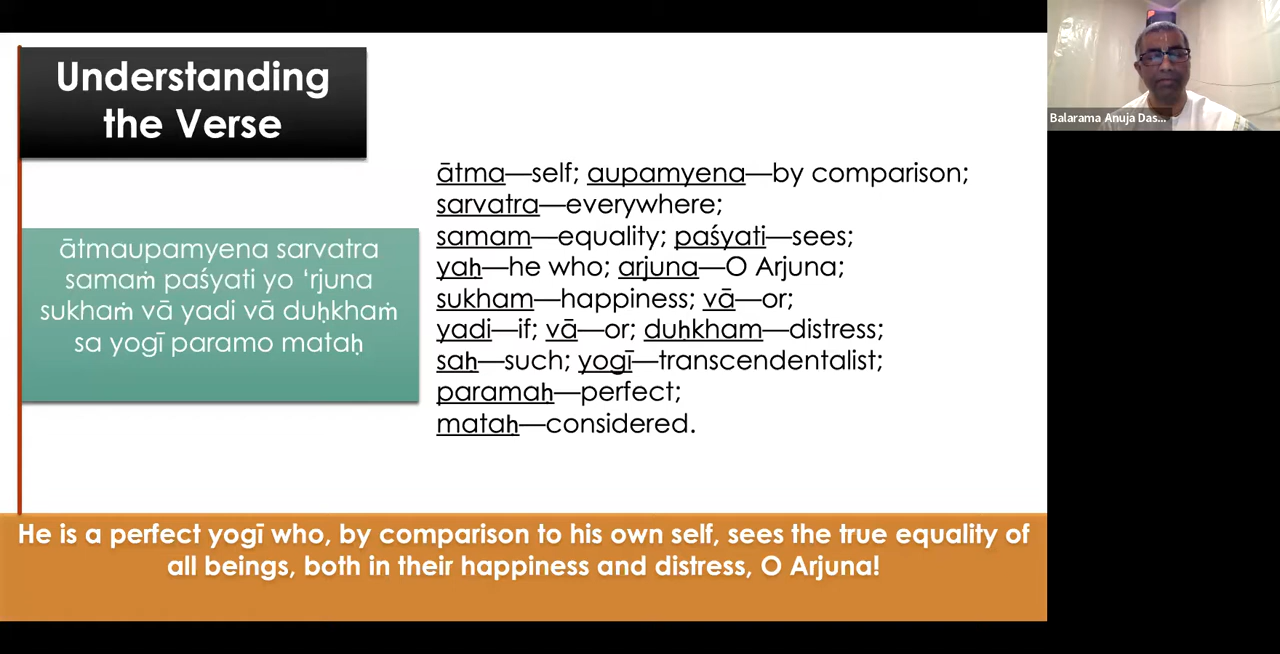 Understanding
the Verse
ātmaupamyena sarvatra
samaṁ paśyati yo ‘rjuna
sukhaṁ vā yadi vā duḥkhaṁ
sa yogī paramo mataḥ
ātma—self; aupamyena—by comparison;
sarvatra—everywhere;
samam—equality; paśyati—sees;
yaḥ—he who; arjuna—O Arjuna;
sukham—happiness; vā—or;
yadi—if; vā—or; duḥkham—distress;
saḥ—such; yogī—transcendentalist;
paramaḥ—perfect;
mataḥ—considered.
He is a perfect yogī who, by comparison to his own self, sees the true equality of
all beings, both in their happiness and distress, O Arjuna!
Balarama Anuja Das...